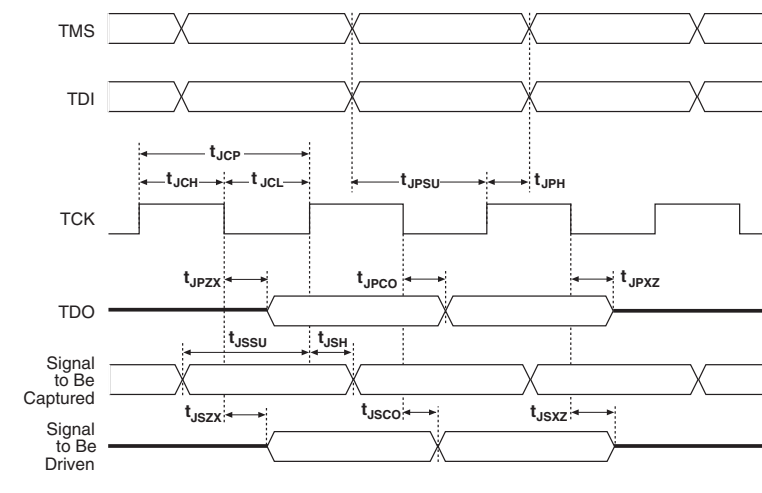 TMS
TDI
tJCP
tJCH tJCL tJPSU tJPH
TCK
tJPZX tJPCO tJPXZ
TDO
tJSSU tJSH
Signal
to Be
Captured
tJSZX tJSCO tJSXZ
Signal
to Be
Driven